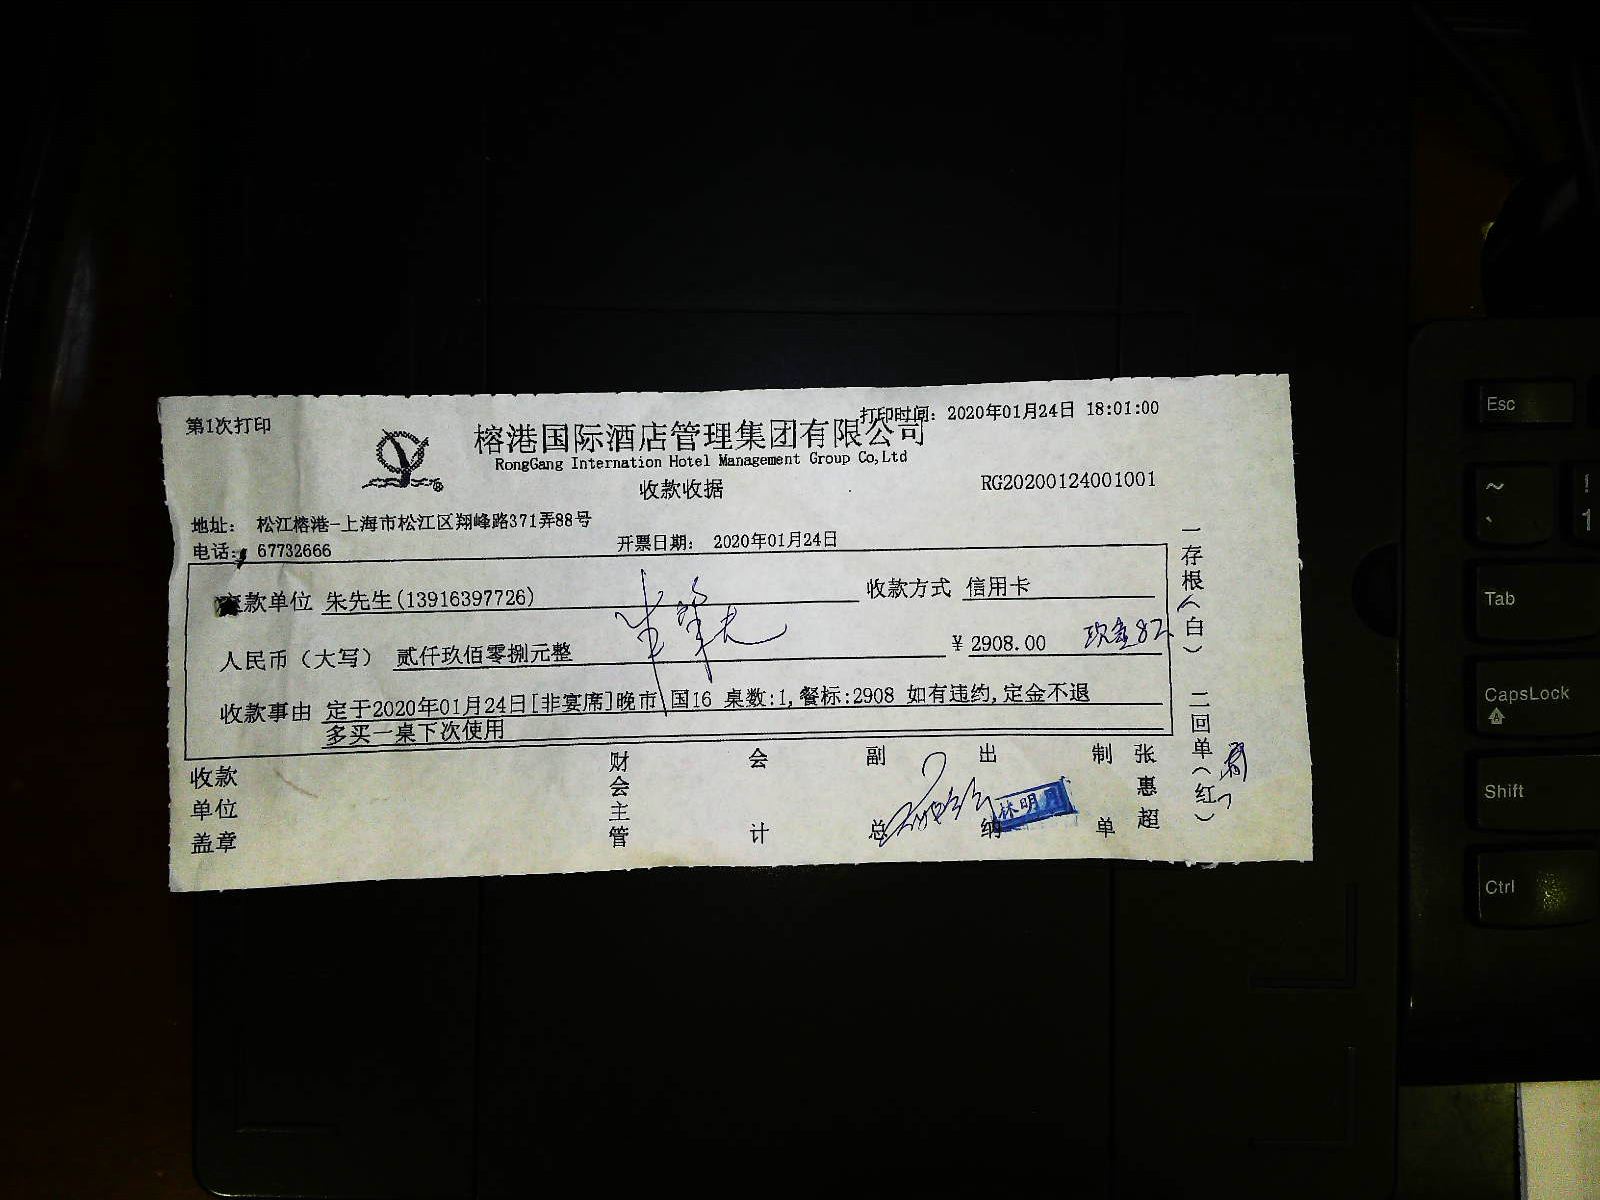 第1次打印
打印时间: 2020年01月24日 18:01:00
榕港国际酒店管理集团有限公司
RongGang Internation Hotel Management Group Co,Ltd
收款收据
RG20200124001001
地址: 松江榕港-上海市松江区翔峰路371弄88号
电话: 67732666
开票日期: 2020年01月24日
款单位 朱先生(13916397726)
收款方式 信用卡
人民币(大写) 贰仟玖佰零捌元整
¥ 2908.00
收款事由 定于2020年01月24日[非宴席]晚市 国16 桌数:1,餐标:2908 如有违约,定金不退
多买一桌下次使用
收款单位盖章
财会主管
会计
副总
出纳
林明月
制单
张惠超
一存根(白) 二回单(红)
Esc
~
!
1
Tab
CapsLock
A
Shift
Ctrl